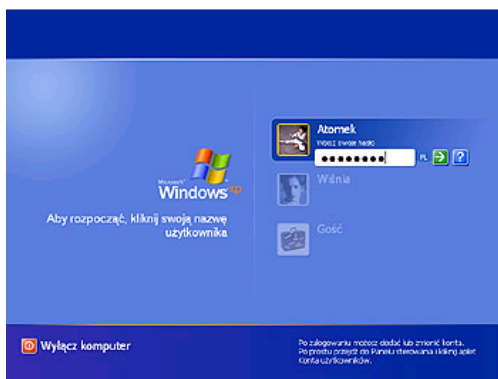 Microsoft
Windows xp
Aby rozpocząć, kliknij swoją nazwę
użytkownika
Atomek
Wpisz swoje hasło
PL
?
Wiśnia
Gość
Wyłącz komputer
Po zalogowaniu możesz dodać lub zmienić konta.
Po prostu przejdź do Panelu sterowania i kliknij aplet
Konta użytkowników.